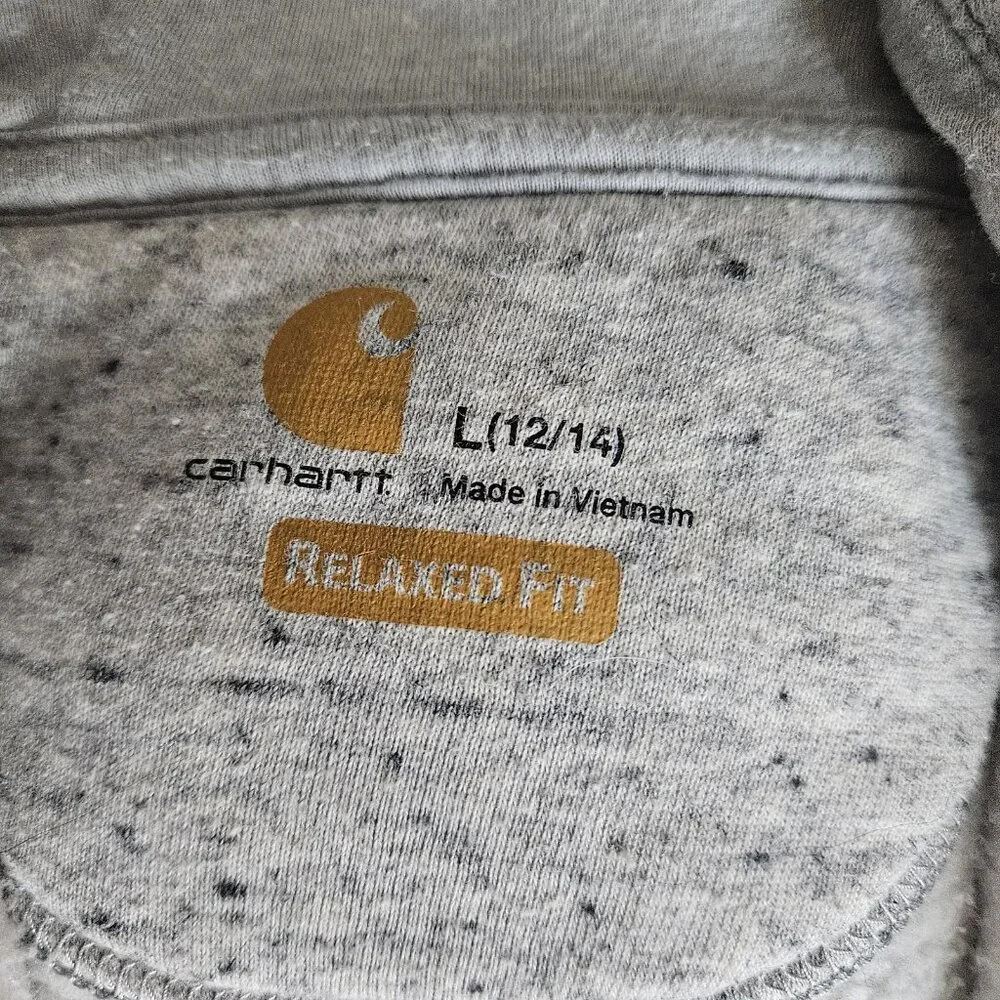 carhartt.
L(12/14)
Made in Vietnam
RELAXED FIT